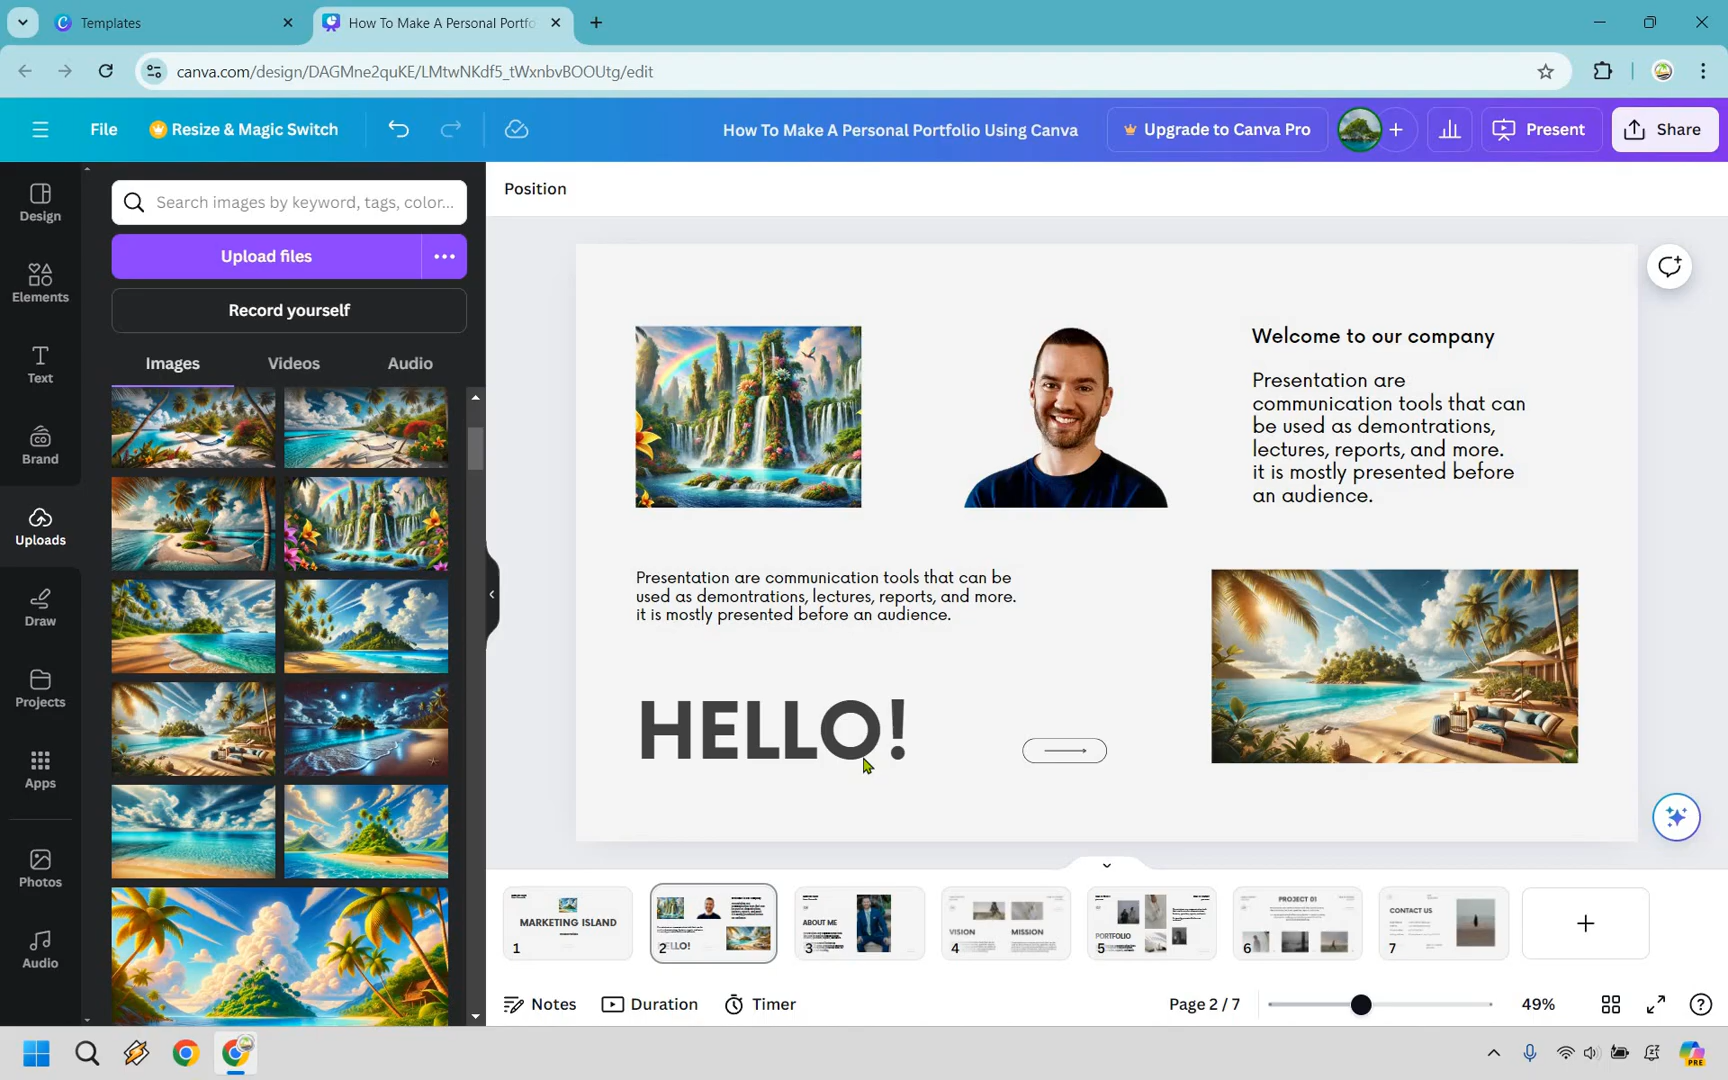 Templates
How To Make A Personal Portfo
canva.com/design/DAGMne2quKE/LMtwNKdf5_tWxnbvBOOUtg/edit
File
Resize & Magic Switch
How To Make A Personal Portfolio Using Canva
Upgrade to Canva Pro
Present
Share
Design
Elements
Text
Brand
Uploads
Draw
Projects
Apps
Photos
Audio
Search images by keyword, tags, color...
Upload files
Record yourself
Images
Videos
Audio
Position
Welcome to our company
Presentation are
communication tools that can
be used as demontrations,
lectures, reports, and more.
it is mostly presented before
an audience.
Presentation are communication tools that can be
used as demontrations, lectures, reports, and more.
it is mostly presented before an audience.
HELLO!
MARKETING ISLAND
1
2
HELLO!
ABOUT ME
3
VISION
MISSION
4
PORTFOLIO
5
PROJECT 01
6
CONTACT US
7
Notes
Duration
Timer
Page 2 / 7
49%
PRE